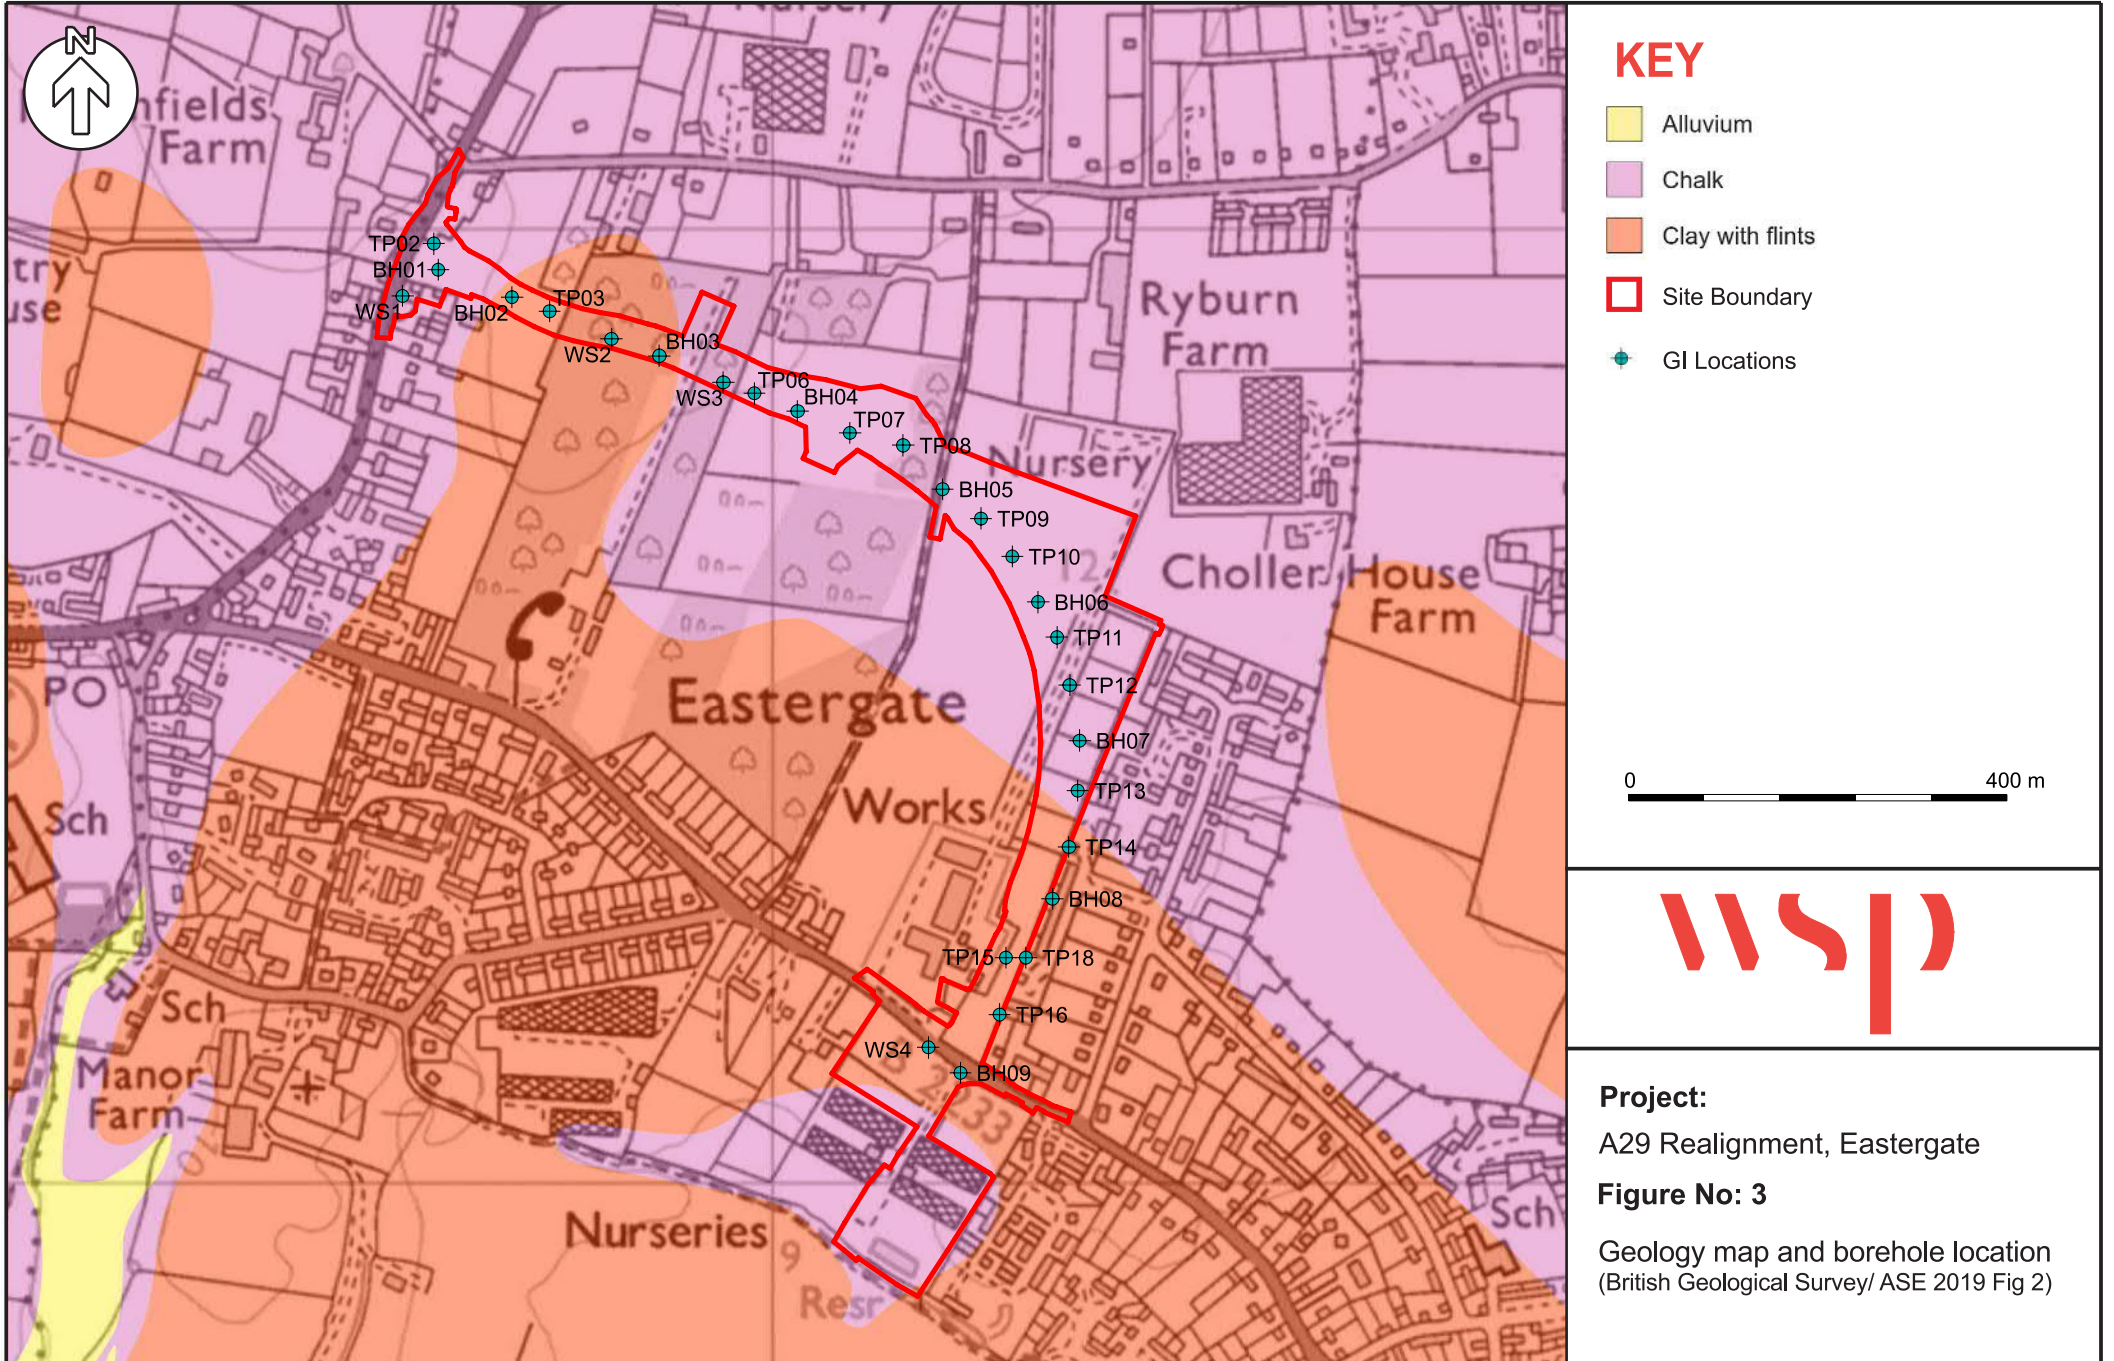 N
Nursery
nfields
Farm
TP02
BH01
WS1
BH02
TP03
WS2
BH03
WS3
TP06
BH04
TP07
TP08
BH05
TP09
TP10
BH06
TP11
TP12
BH07
TP13
TP14
BH08
TP15
TP18
TP16
WS4
BH09
try
use
Ryburn
Farm
Nursery
12
Choller House
Farm
PO
Eastergate
Works
Sch
Sch
Manor
Farm
B 2233
Nurseries
9
Resr
Sch
KEY
Alluvium
Chalk
Clay with flints
Site Boundary
GI Locations
0 400 m
wsp
Project:
A29 Realignment, Eastergate
Figure No: 3
Geology map and borehole location
(British Geological Survey/ ASE 2019 Fig 2)